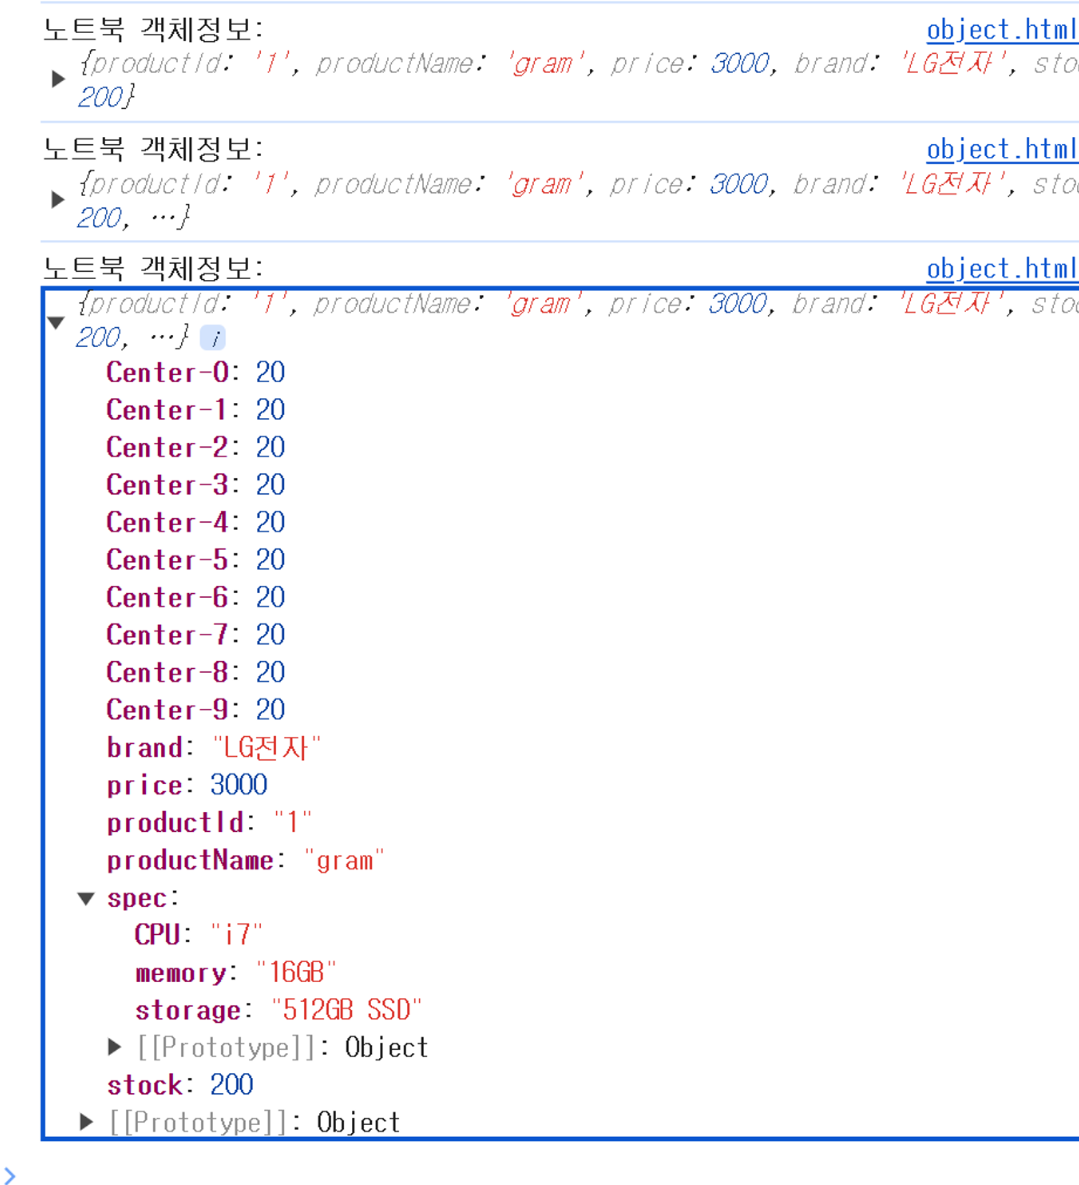 노트북 객체정보: object.html
▶ {productId: '1', productName: 'gram', price: 3000, brand: 'LG전자',
200}
노트북 객체정보: object.html
▶ {productId: '1', productName: 'gram', price: 3000, brand: 'LG전자',
200, …}
노트북 객체정보: object.html
▼ {productId: '1', productName: 'gram', price: 3000, brand: 'LG전자',
200, …} i
Center-0: 20
Center-1: 20
Center-2: 20
Center-3: 20
Center-4: 20
Center-5: 20
Center-6: 20
Center-7: 20
Center-8: 20
Center-9: 20
brand: "LG전자"
price: 3000
productId: "1"
productName: "gram"
▼ spec:
CPU: "i7"
memory: "16GB"
storage: "512GB SSD"
▶ [[Prototype]]: Object
stock: 200
▶ [[Prototype]]: Object